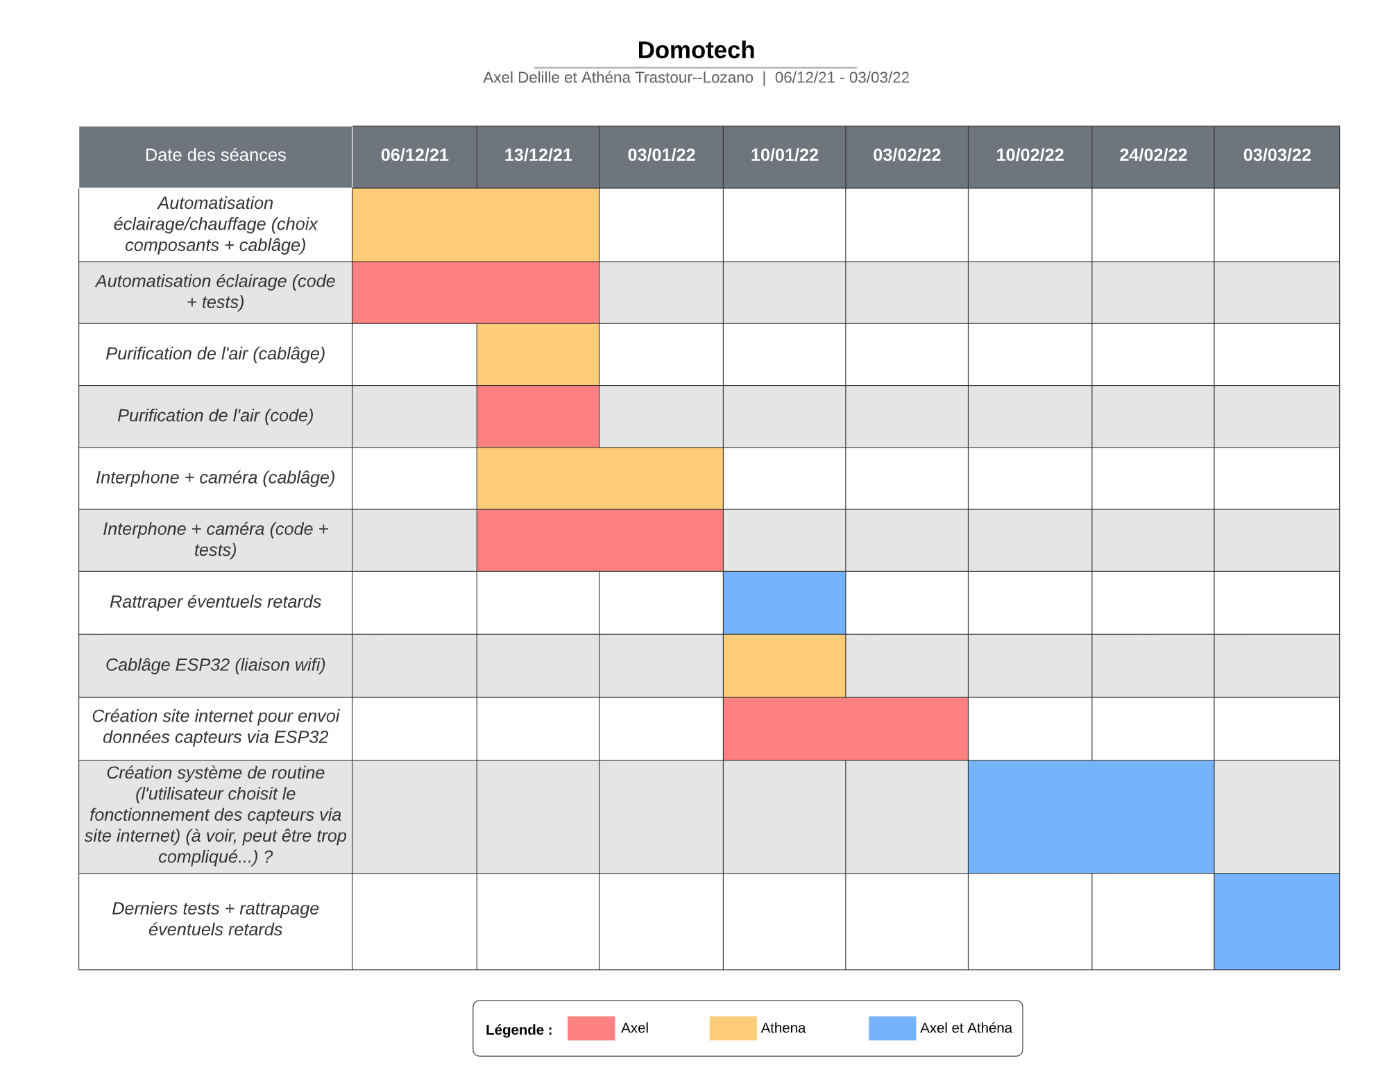 Domotech
Axel Delille et Athéna Trastour--Lozano | 06/12/21 - 03/03/22
Date des séances
06/12/21
13/12/21
03/01/22
10/01/22
03/02/22
10/02/22
24/02/22
03/03/22
Automatisation
éclairage/chauffage (choix
composants + cablâge)
Automatisation éclairage (code
+ tests)
Purification de l'air (cablâge)
Purification de l'air (code)
Interphone + caméra (cablâge)
Interphone + caméra (code +
tests)
Rattraper éventuels retards
Cablâge ESP32 (liaison wifi)
Création site internet pour envoi
données capteurs via ESP32
Création système de routine
(l'utilisateur choisit le
fonctionnement des capteurs via
site internet) (à voir, peut être trop
compliqué...) ?
Derniers tests + rattrapage
éventuels retards
Légende :
Axel
Athena
Axel et Athéna